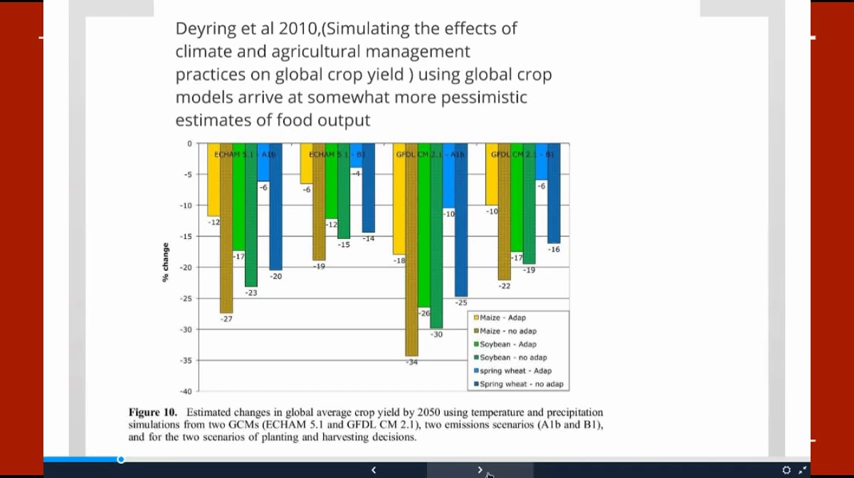 Deyring et al 2010,(Simulating the effects of
climate and agricultural management
practices on global crop yield ) using global crop
models arrive at somewhat more pessimistic
estimates of food output
0
ECHAM 5.1 - A1b
ECHAM 5.1 - B1
GFDL CM 2.1 - A1B
GFDL CM 2.1 - B1
-5
-10
-15
-20
-25
-30
-35
-40
% change
-12
-27
-17
-23
-6
-20
-6
-19
-12
-15
-4
-14
-18
-34
-26
-30
-10
-25
-10
-22
-17
-19
-6
-16
Maize - Adap
Maize - no adap
Soybean - Adap
Soybean - no adap
spring wheat - Adap
Spring wheat - no adap
Figure 10. Estimated changes in global average crop yield by 2050 using temperature and precipitation
simulations from two GCMs (ECHAM 5.1 and GFDL CM 2.1), two emissions scenarios (A1b and B1),
and for the two scenarios of planting and harvesting decisions.